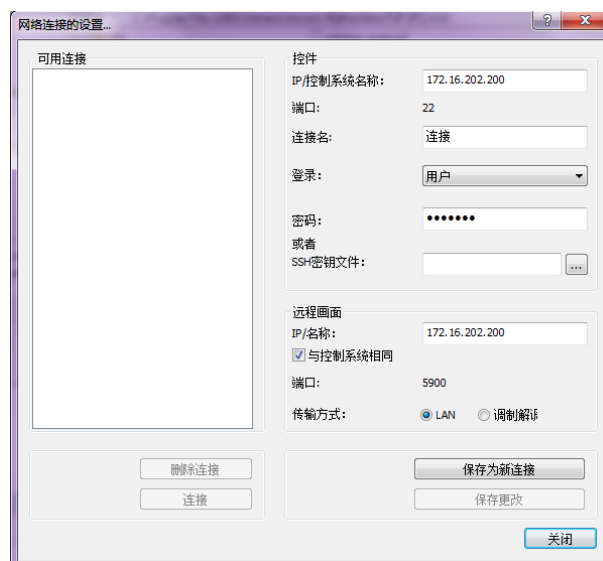 网络连接的设置...
可用连接
控件
IP/控制系统名称:
172.16.202.200
端口:
22
连接名:
连接
登录:
用户
密码:
•••••••
或者
SSH密钥文件:
...
远程画面
IP/名称:
172.16.202.200
与控制系统相同
端口:
5900
传输方式:
LAN
调制解
删除连接
连接
保存为新连接
保存更改
关闭